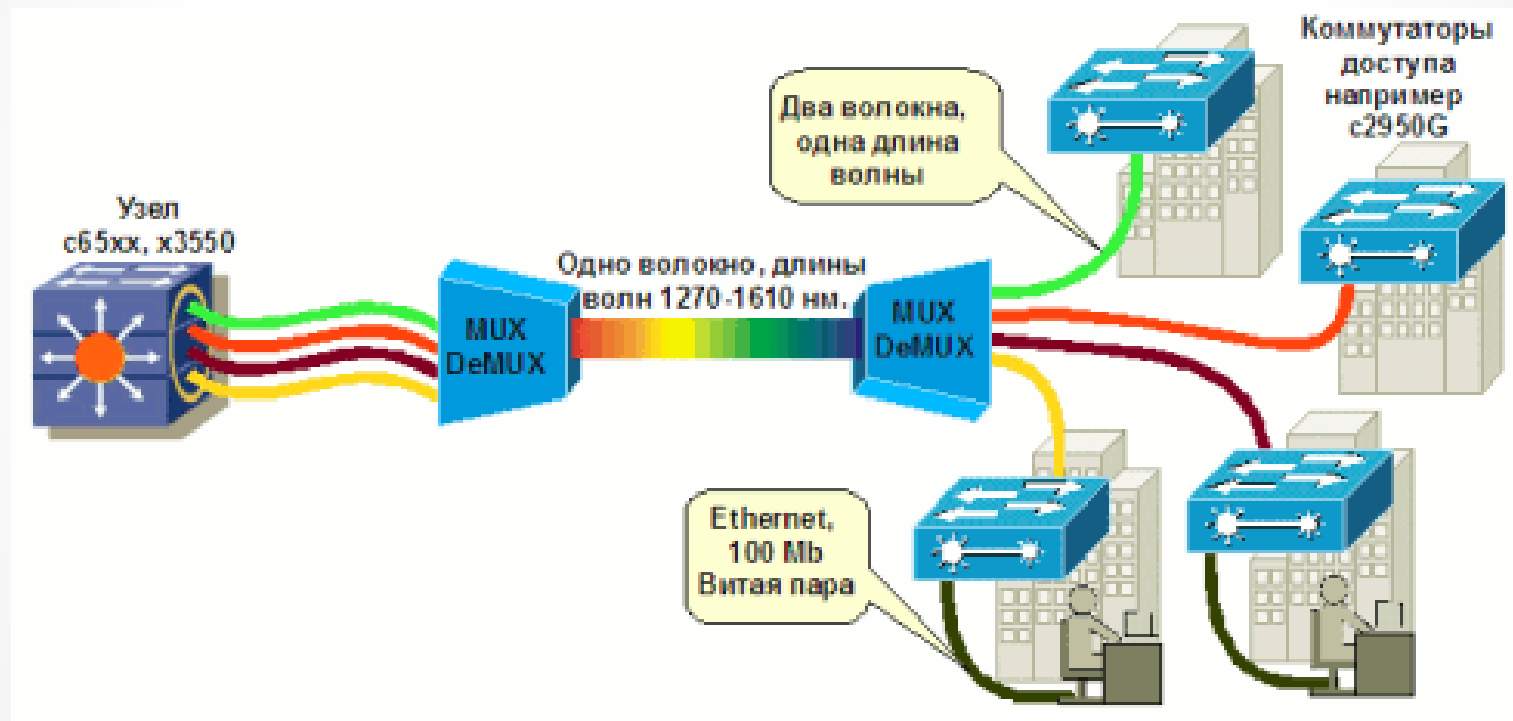 Коммутаторы
доступа
например
c2950G
Два волокна,
одна длина
волны
Узел
c65xx, x3550
Одно волокно, длины
волн 1270-1610 нм.
MUX
DeMUX
MUX
DeMUX
Ethernet,
100 Mb
Витая пара